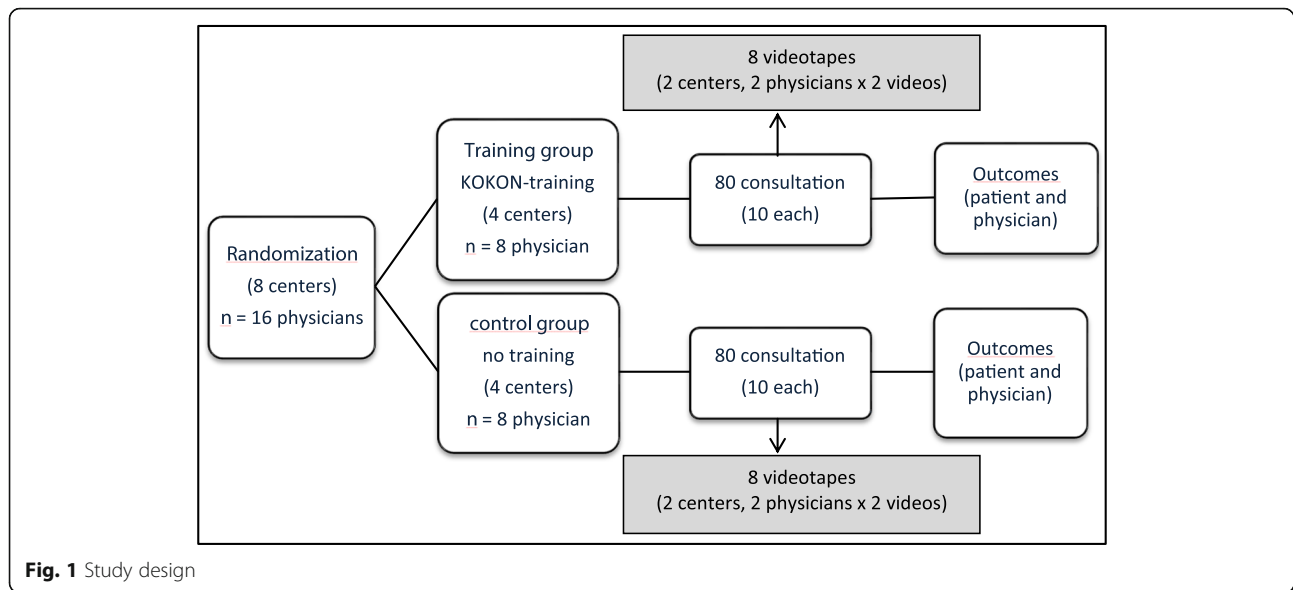 8 videotapes
(2 centers, 2 physicians x 2 videos)
Training group
KOKON-training
(4 centers)
n = 8 physician
80 consultation
(10 each)
Outcomes
(patient and
physician)
Randomization
(8 centers)
n = 16 physicians
control group
no training
(4 centers)
n = 8 physician
80 consultation
(10 each)
Outcomes
(patient and
physician)
8 videotapes
(2 centers, 2 physicians x 2 videos)
Fig. 1 Study design